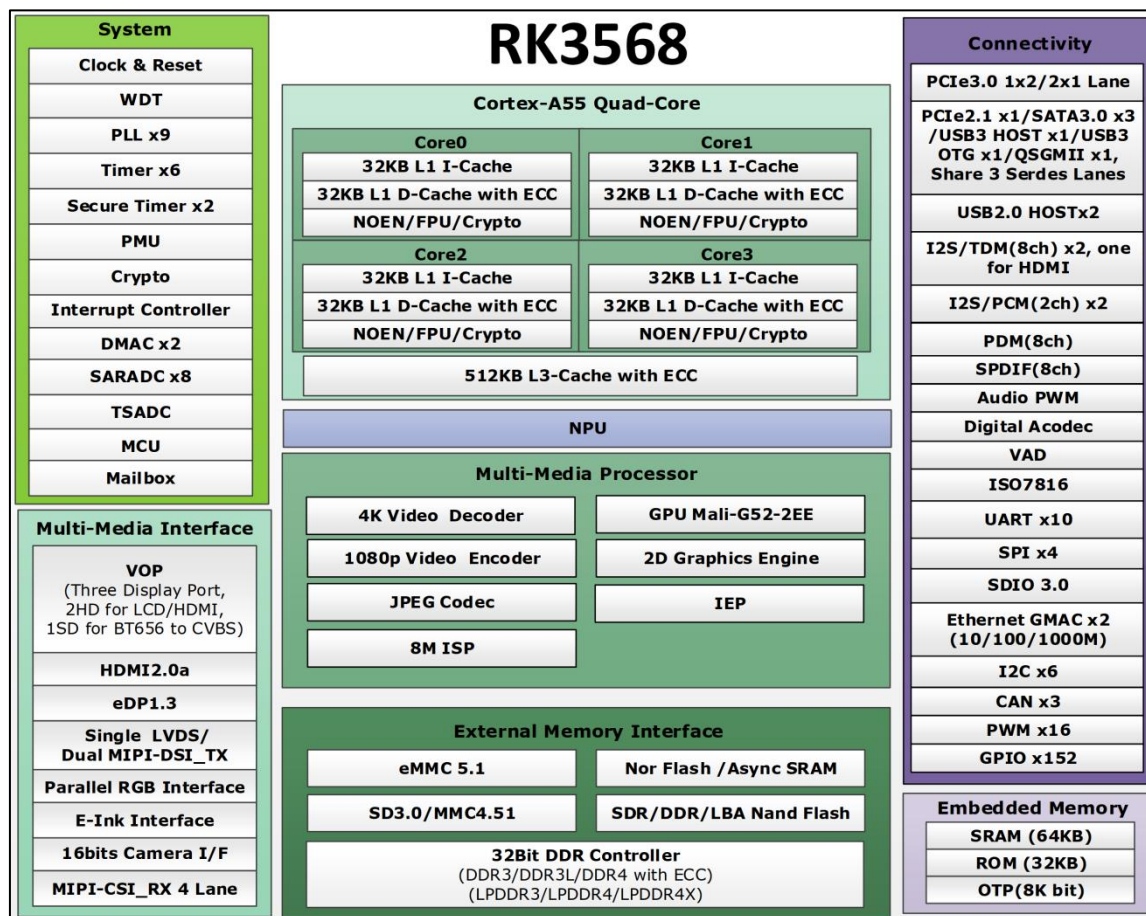 RK3568
System
Clock & Reset
WDT
PLL x9
Timer x6
Secure Timer x2
PMU
Crypto
Interrupt Controller
DMAC x2
SARADC x8
TSADC
MCU
Mailbox
Multi-Media Interface
VOP
(Three Display Port,
2HD for LCD/HDMI,
1SD for BT656 to CVBS)
HDMI2.0a
eDP1.3
Single LVDS/
Dual MIPI-DSI_TX
Parallel RGB Interface
E-Ink Interface
16bits Camera I/F
MIPI-CSI_RX 4 Lane
Cortex-A55 Quad-Core
Core0
32KB L1 I-Cache
32KB L1 D-Cache with ECC
NOEN/FPU/Crypto
Core1
32KB L1 I-Cache
32KB L1 D-Cache with ECC
NOEN/FPU/Crypto
Core2
32KB L1 I-Cache
32KB L1 D-Cache with ECC
NOEN/FPU/Crypto
Core3
32KB L1 I-Cache
32KB L1 D-Cache with ECC
NOEN/FPU/Crypto
512KB L3-Cache with ECC
NPU
Multi-Media Processor
4K Video Decoder
1080p Video Encoder
JPEG Codec
8M ISP
GPU Mali-G52-2EE
2D Graphics Engine
IEP
External Memory Interface
eMMC 5.1
Nor Flash /Async SRAM
SD3.0/MMC4.51
SDR/DDR/LBA Nand Flash
32Bit DDR Controller
(DDR3/DDR3L/DDR4 with ECC)
(LPDDR3/LPDDR4/LPDDR4X)
Connectivity
PCIe3.0 1x2/2x1 Lane
PCIe2.1 x1/SATA3.0 x3
/USB3 HOST x1/USB3
OTG x1/QSGMII x1,
Share 3 Serdes Lanes
USB2.0 HOSTx2
I2S/TDM(8ch) x2, one
for HDMI
I2S/PCM(2ch) x2
PDM(8ch)
SPDIF(8ch)
Audio PWM
Digital Acodec
VAD
ISO7816
UART x10
SPI x4
SDIO 3.0
Ethernet GMAC x2
(10/100/1000M)
I2C x6
CAN x3
PWM x16
GPIO x152
Embedded Memory
SRAM (64KB)
ROM (32KB)
OTP(8K bit)